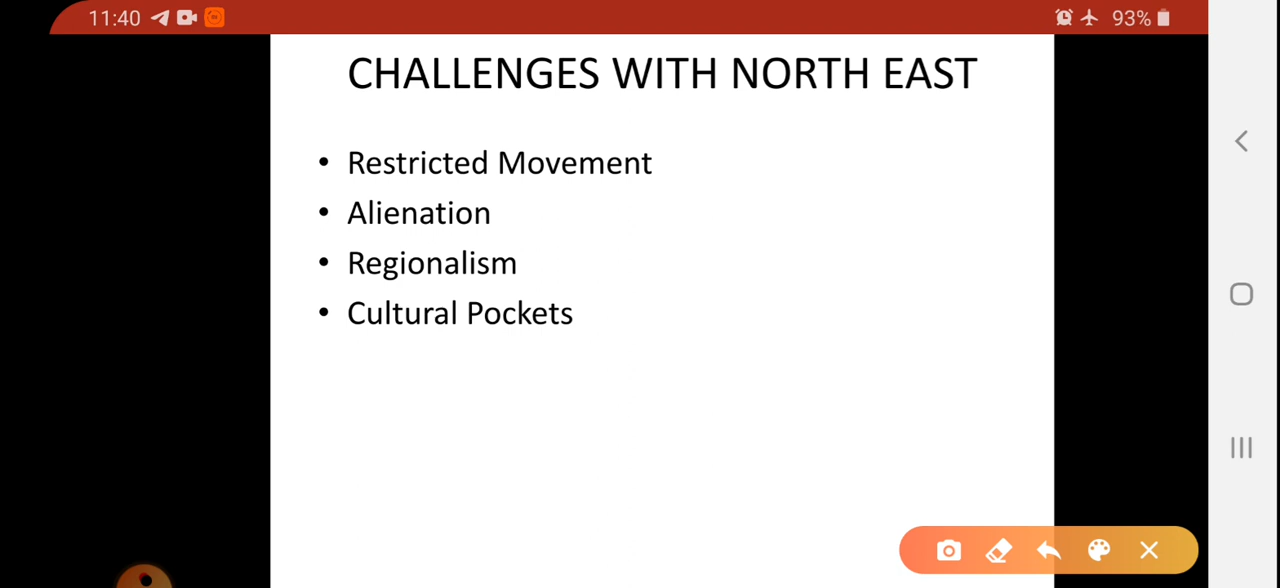 11:40
93%
CHALLENGES WITH NORTH EAST
• Restricted Movement
• Alienation
• Regionalism
• Cultural Pockets